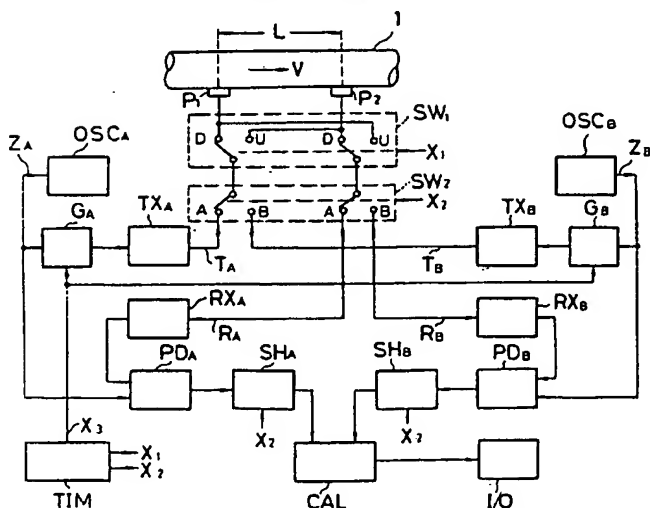 L
1
V
P1
P2
SW1
D
U
D
U
X1
OSCA
ZA
OSCB
ZB
SW2
A
B
A
B
X2
GA
TXA
TXB
GB
TA
TB
RXA
RA
RB
RXB
PDA
SHA
SHB
PDB
X3
X2
X2
X1
X2
TIM
CAL
I/O